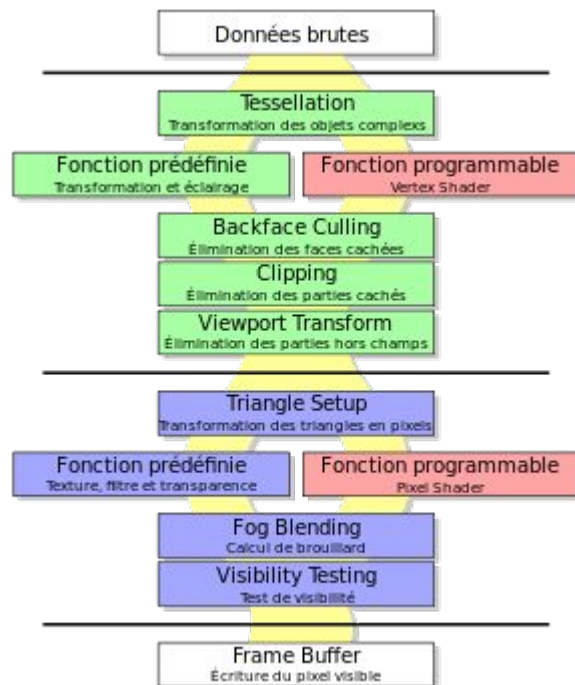 Données brutes
Tessellation
Transformation des objets complexs
Fonction prédéfinie
Transformation et éclairage
Fonction programmable
Vertex Shader
Backface Culling
Élimination des faces cachées
Clipping
Élimination des parties cachés
Viewport Transform
Élimination des parties hors champs
Triangle Setup
Transformation des triangles en pixels
Fonction prédéfinie
Texture, filtre et transparence
Fonction programmable
Pixel Shader
Fog Blending
Calcul de brouillard
Visibility Testing
Test de visibilité
Frame Buffer
Écriture du pixel visible